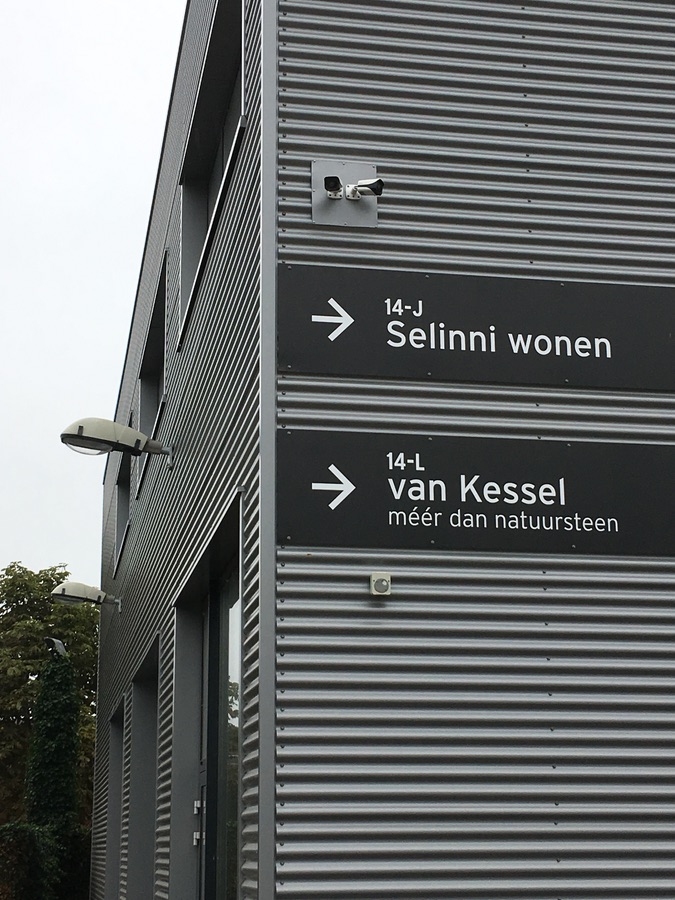 14-J
Selinni wonen
14-L
van Kessel
méér dan natuursteen